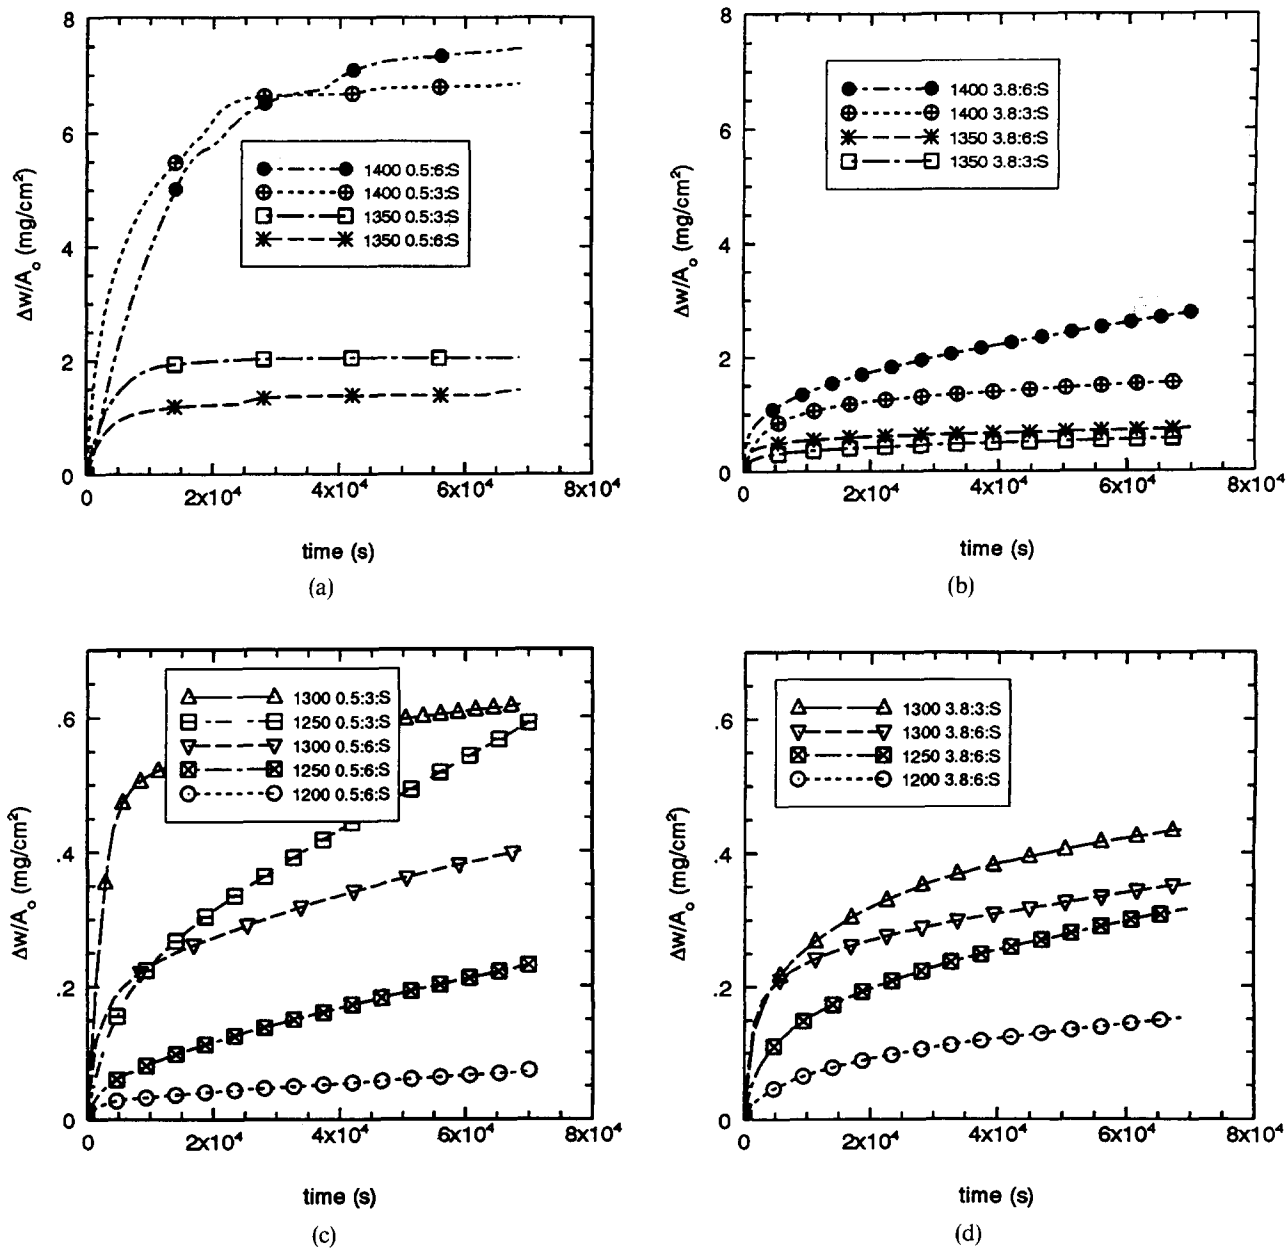 8
6
4
2
0
Δw/Aₒ (mg/cm²)
1400 0.5:6:S
1400 0.5:3:S
1350 0.5:3:S
1350 0.5:6:S
0 2x10⁴ 4x10⁴ 6x10⁴ 8x10⁴
time (s)
(a)
8
6
4
2
0
Δw/Aₒ (mg/cm²)
1400 3.8:6:S
1400 3.8:3:S
1350 3.8:6:S
1350 3.8:3:S
0 2x10⁴ 4x10⁴ 6x10⁴ 8x10⁴
time (s)
(b)
.6
.4
.2
0
Δw/Aₒ (mg/cm²)
1300 0.5:3:S
1250 0.5:3:S
1300 0.5:6:S
1250 0.5:6:S
1200 0.5:6:S
0 2x10⁴ 4x10⁴ 6x10⁴ 8x10⁴
time (s)
(c)
.6
.4
.2
0
Δw/Aₒ (mg/cm²)
1300 3.8:3:S
1300 3.8:6:S
1250 3.8:6:S
1200 3.8:6:S
0 2x10⁴ 4x10⁴ 6x10⁴ 8x10⁴
time (s)
(d)